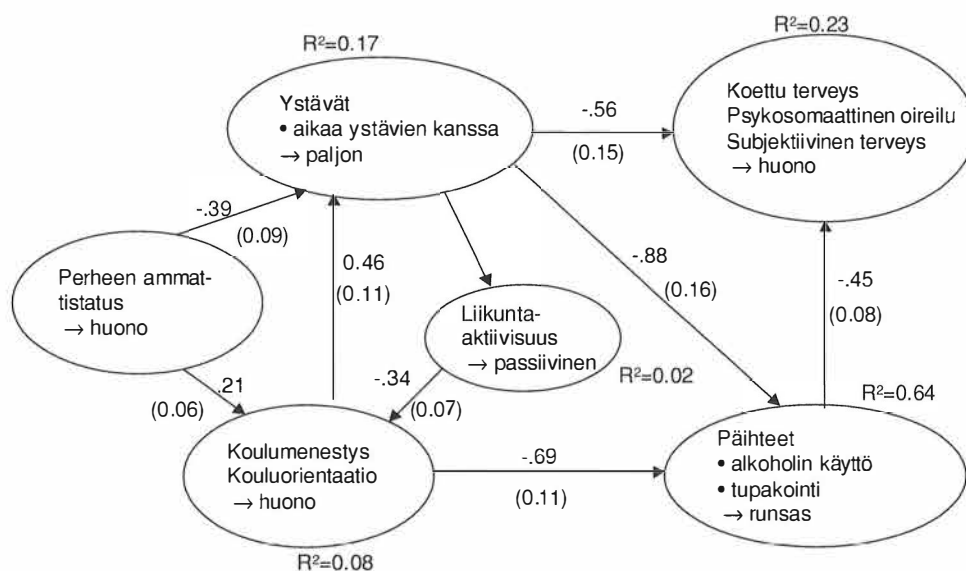 R²=0.17
Ystävät
• aikaa ystävien kanssa
→ paljon
R²=0.23
Koettu terveys
Psykosomaattinen oireilu
Subjektiivinen terveys
→ huono
-.56
(0.15)
-.39
(0.09)
Perheen ammat-
tistatus
→ huono
0.46
(0.11)
Liikunta-
aktiivisuus
→ passiivinen
R²=0.02
-.88
(0.16)
-.45
(0.08)
.21
(0.06)
-.34
(0.07)
Koulumenestys
Kouluorientaatio
→ huono
R²=0.08
-.69
(0.11)
R²=0.64
Päihteet
• alkoholin käyttö
• tupakointi
→ runsas